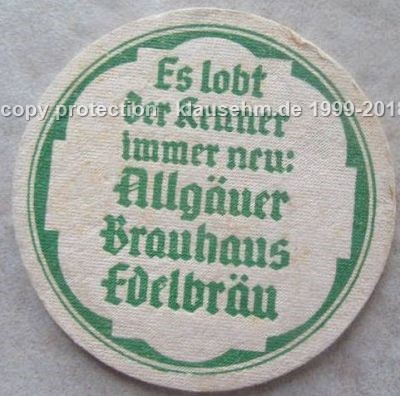 Es lobt
der Kenner
immer neu:
Allgäuer
Brauhaus
Edelbräu
copy protection klausehm.de 1999-2018